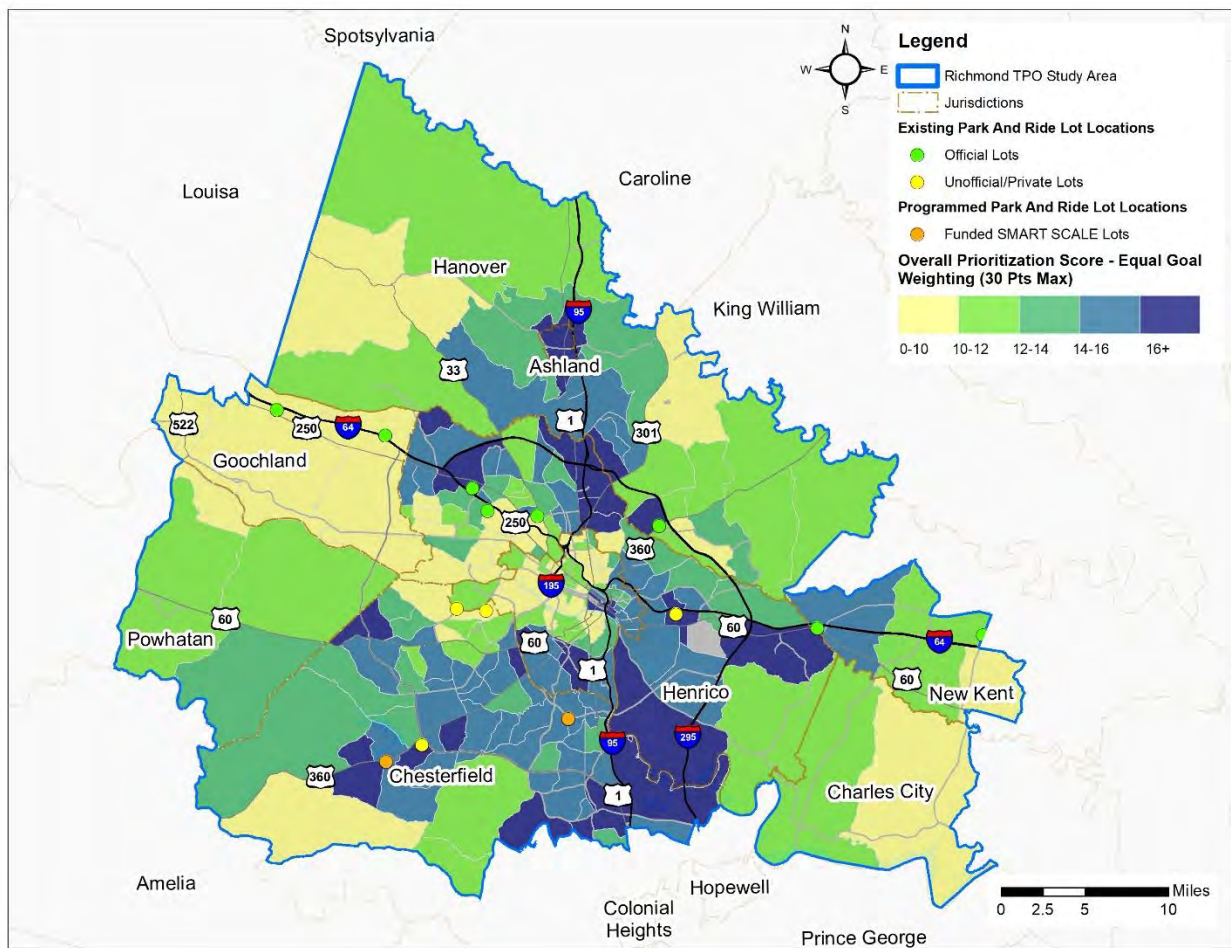 Spotsylvania
Louisa
Caroline
Hanover
King William
Ashland
Goochland
Powhatan
Henrico
New Kent
Chesterfield
Charles City
Amelia
Hopewell
Colonial
Heights
Prince George
95
33
1
301
522
250
64
250
360
195
60
60
60
64
60
1
95
295
360
1
N
W
E
S
Legend
Richmond TPO Study Area
Jurisdictions
Existing Park And Ride Lot Locations
Official Lots
Unofficial/Private Lots
Programmed Park And Ride Lot Locations
Funded SMART SCALE Lots
Overall Prioritization Score - Equal Goal
Weighting (30 Pts Max)
0-10 10-12 12-14 14-16 16+
Miles
0 2.5 5 10